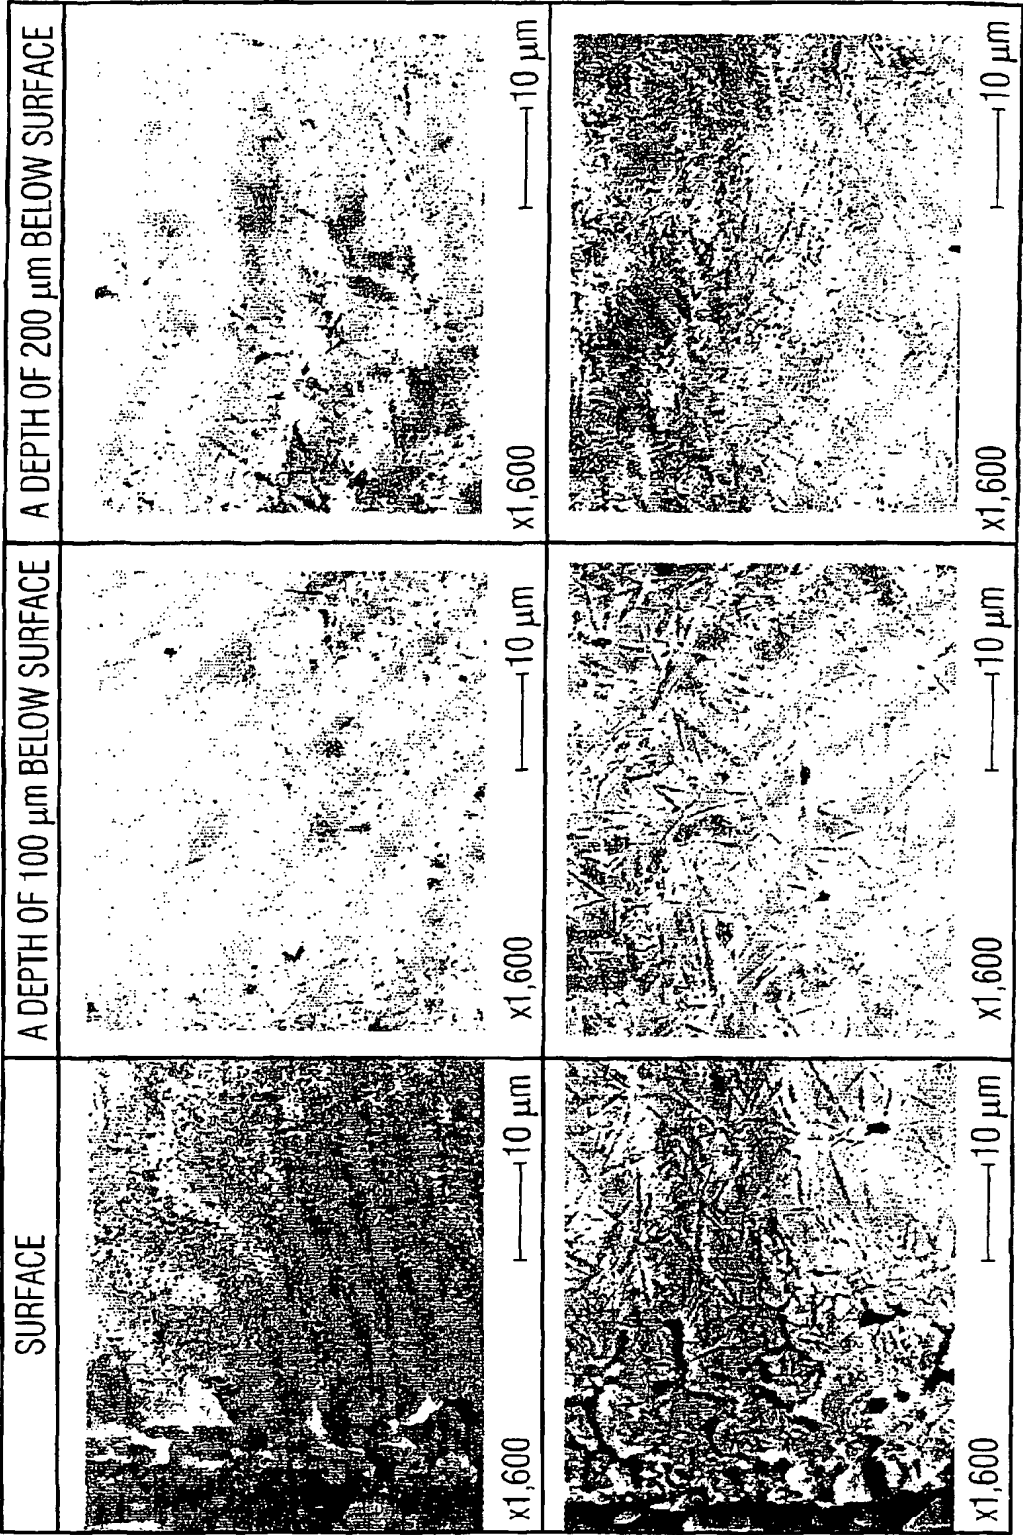 SURFACE
A DEPTH OF 100 µm BELOW SURFACE
A DEPTH OF 200 µm BELOW SURFACE
x1,600
10 µm
x1,600
10 µm
x1,600
10 µm
x1,600
10 µm
x1,600
10 µm
x1,600
10 µm